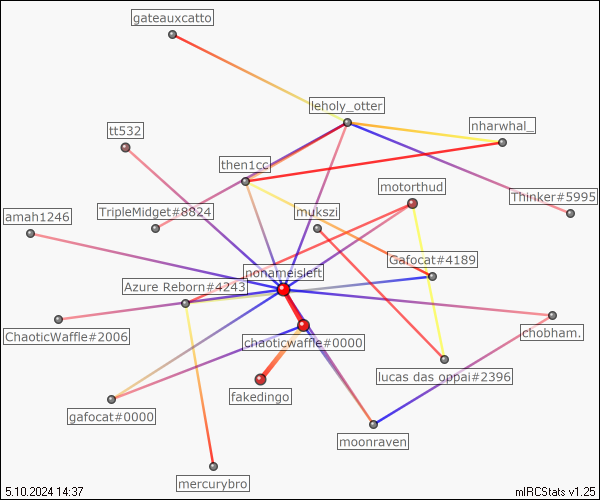 gateauxcatto
leholy_otter
tt532
nharwhal_
then1cc
motorthud
Thinker#5995
amah1246
TripleMidget#8824
mukszi
Gafocat#4189
nonameisleft
Azure Reborn#4243
ChaoticWaffle#2006
chaoticwaffle#0000
chobham.
lucas das oppai#2396
fakedingo
gafocat#0000
moonraven
mercurybro
5.10.2024 14:37
mIRCStats v1.25